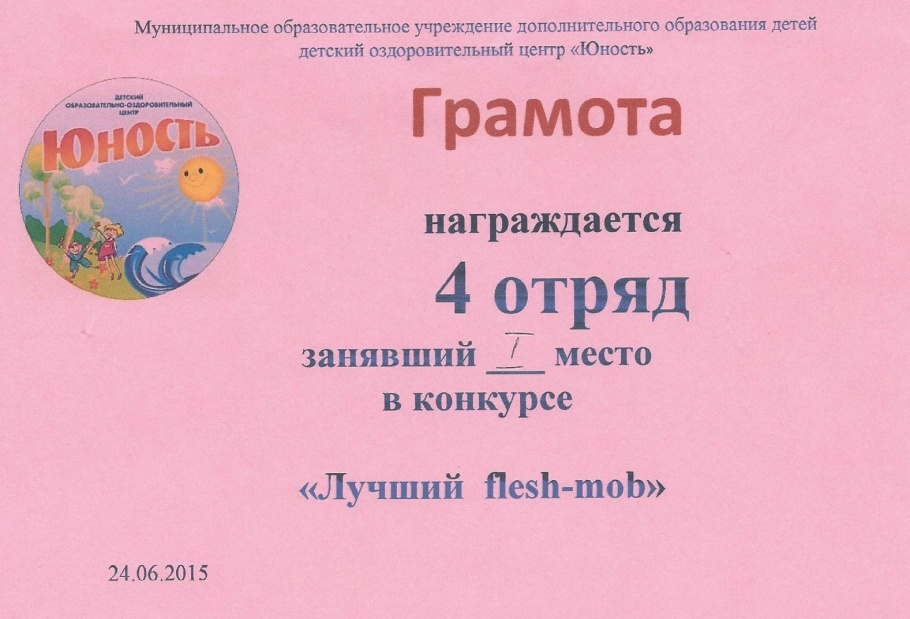 Муниципальное образовательное учреждение дополнительного образования детей
детский оздоровительный центр «Юность»
ДЕТСКИЙ
ОБРАЗОВАТЕЛЬНО-ОЗДОРОВИТЕЛЬНЫЙ
ЦЕНТР
ЮНОСТЬ
Грамота
награждается
4 отряд
занявший I место
в конкурсе
«Лучший flesh-mob»
24.06.2015